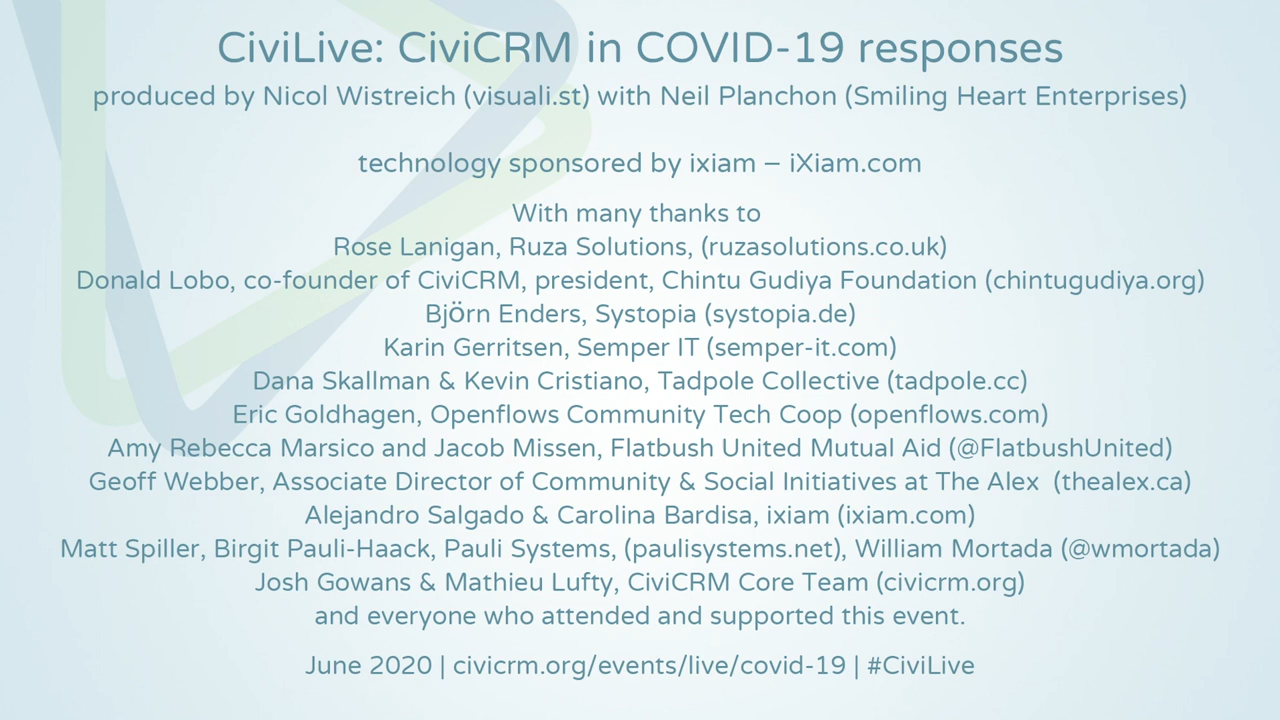 CiviLive: CiviCRM in COVID-19 responses
produced by Nicol Wistreich (visuali.st) with Neil Planchon (Smiling Heart Enterprises)
technology sponsored by ixiam – iXiam.com
With many thanks to
Rose Lanigan, Ruza Solutions, (ruzasolutions.co.uk)
Donald Lobo, co-founder of CiviCRM, president, Chintu Gudiya Foundation (chintugudiya.org)
Björn Enders, Systopia (systopia.de)
Karin Gerritsen, Semper IT (semper-it.com)
Dana Skallman & Kevin Cristiano, Tadpole Collective (tadpole.cc)
Eric Goldhagen, Openflows Community Tech Coop (openflows.com)
Amy Rebecca Marsico and Jacob Missen, Flatbush United Mutual Aid (@FlatbushUnited)
Geoff Webber, Associate Director of Community & Social Initiatives at The Alex (thealex.ca)
Alejandro Salgado & Carolina Bardisa, ixiam (ixiam.com)
Matt Spiller, Birgit Pauli-Haack, Pauli Systems, (paulisystems.net), William Mortada (@wmortada)
Josh Gowans & Mathieu Lufty, CiviCRM Core Team (civicrm.org)
and everyone who attended and supported this event.
June 2020 | civicrm.org/events/live/covid-19 | #CiviLive